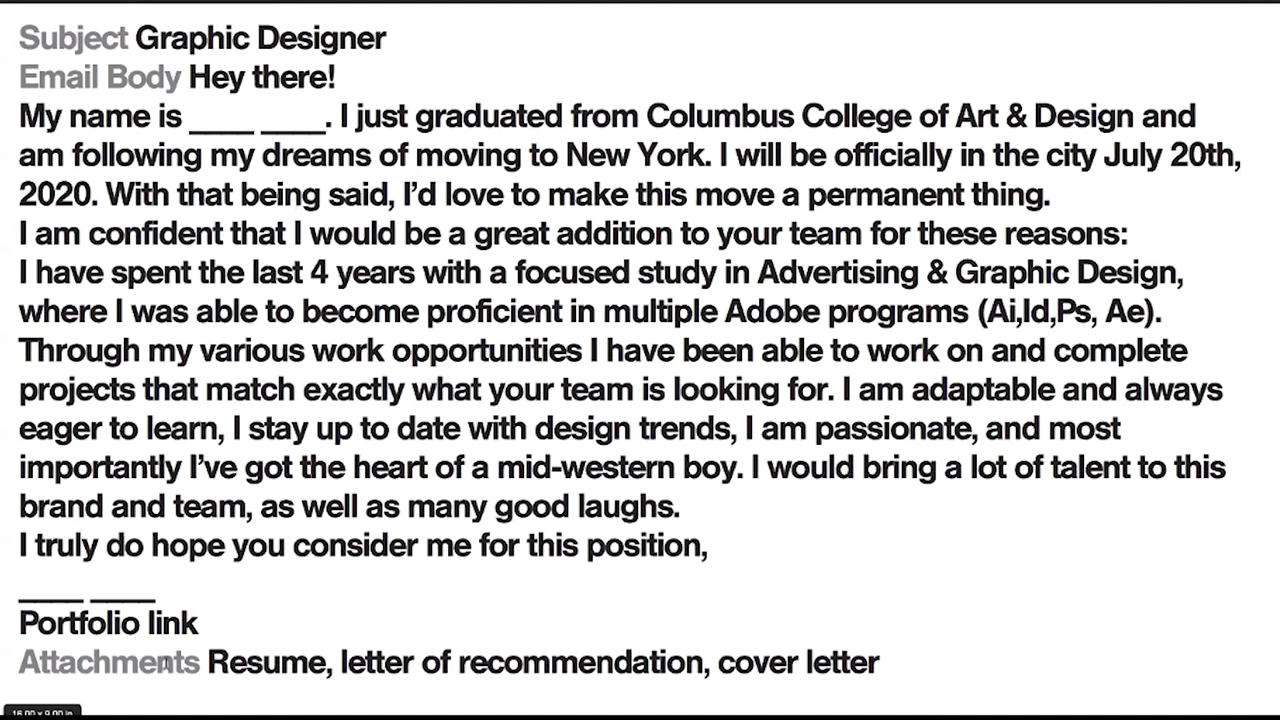 Subject Graphic Designer
Email Body Hey there!
My name is ____ ____. I just graduated from Columbus College of Art & Design and
am following my dreams of moving to New York. I will be officially in the city July 20th,
2020. With that being said, I’d love to make this move a permanent thing.
I am confident that I would be a great addition to your team for these reasons:
I have spent the last 4 years with a focused study in Advertising & Graphic Design,
where I was able to become proficient in multiple Adobe programs (Ai,Id,Ps, Ae).
Through my various work opportunities I have been able to work on and complete
projects that match exactly what your team is looking for. I am adaptable and always
eager to learn, I stay up to date with design trends, I am passionate, and most
importantly I’ve got the heart of a mid-western boy. I would bring a lot of talent to this
brand and team, as well as many good laughs.
I truly do hope you consider me for this position,
____ ____
Portfolio link
Attachments Resume, letter of recommendation, cover letter
16.00 x 9.00 in